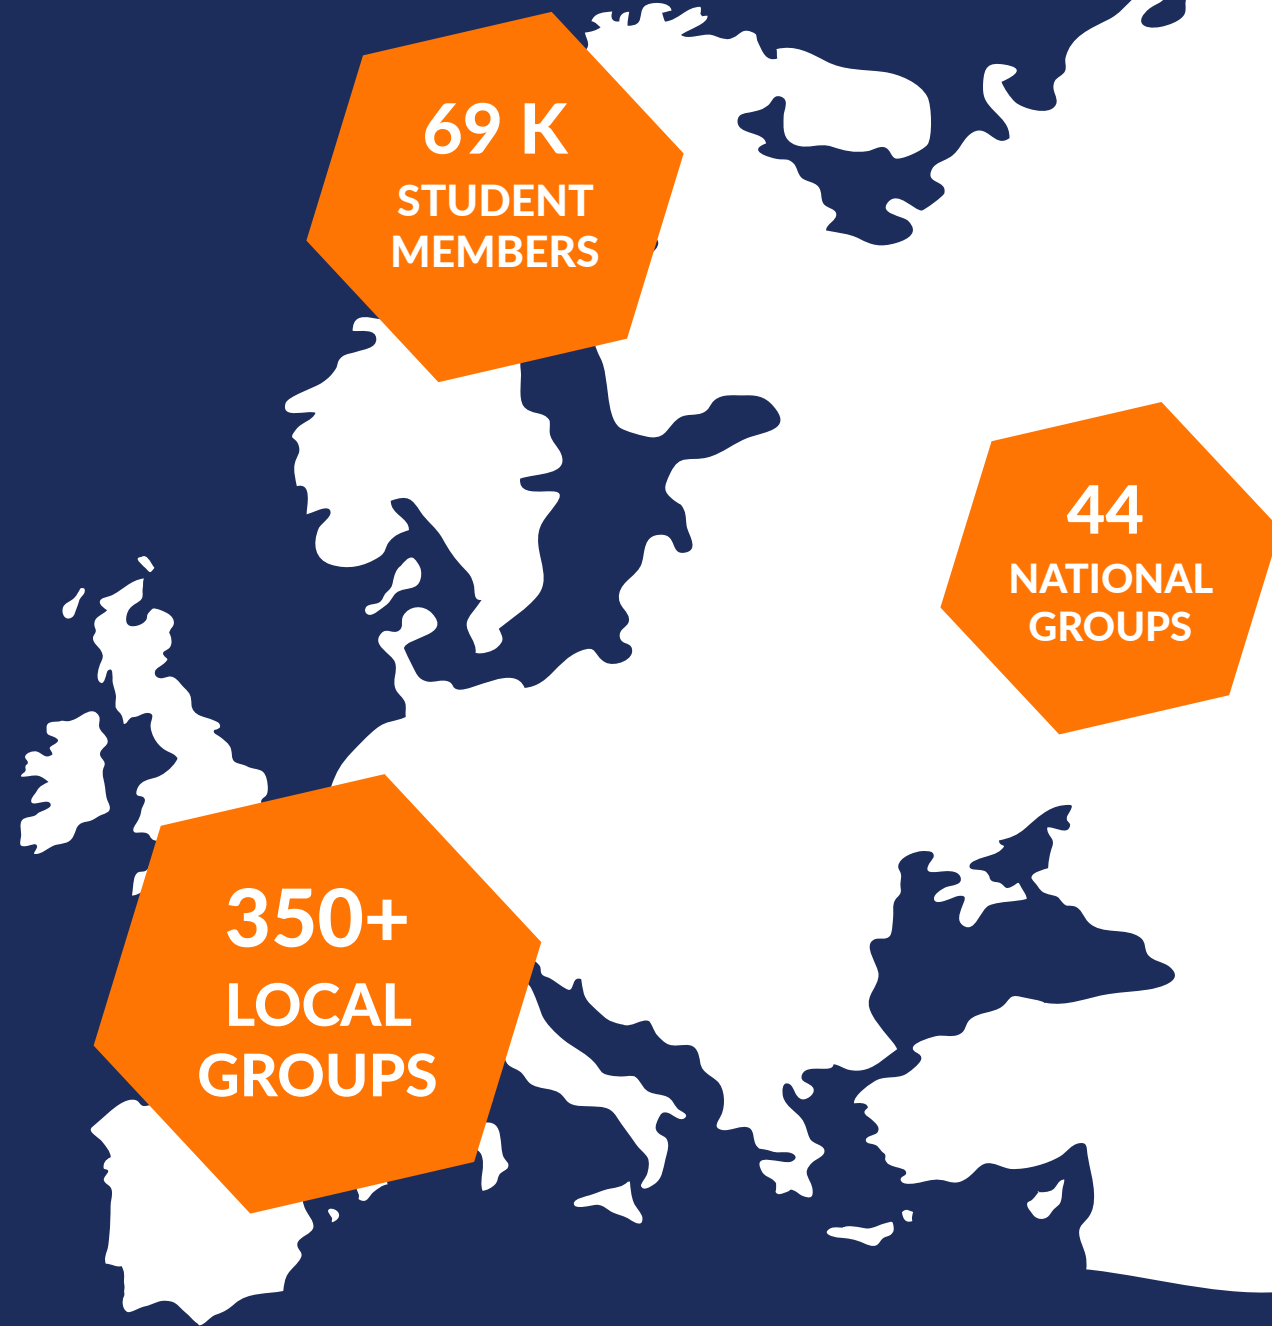 69 K
STUDENT
MEMBERS
44
NATIONAL
GROUPS
350+
LOCAL
GROUPS